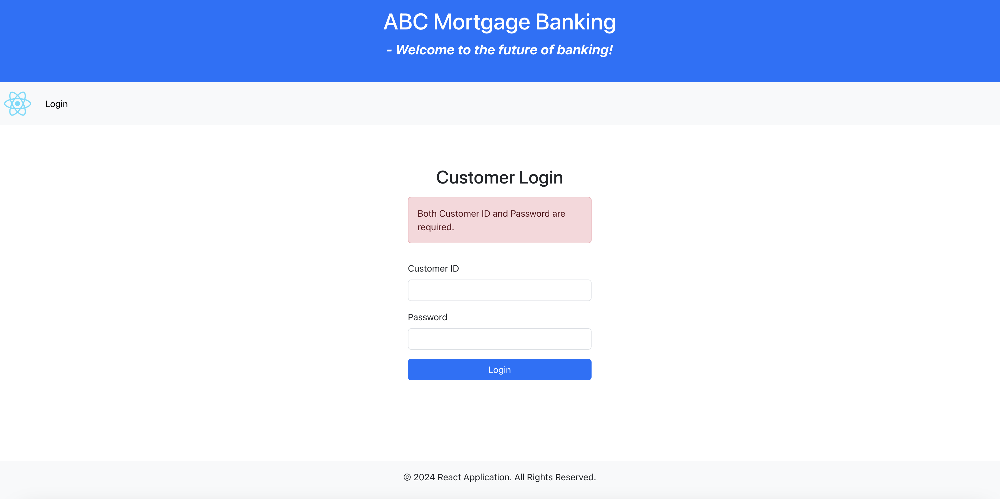 ABC Mortgage Banking
- Welcome to the future of banking!
Login
Customer Login
Both Customer ID and Password are
required.
Customer ID
Password
Login
© 2024 React Application. All Rights Reserved.